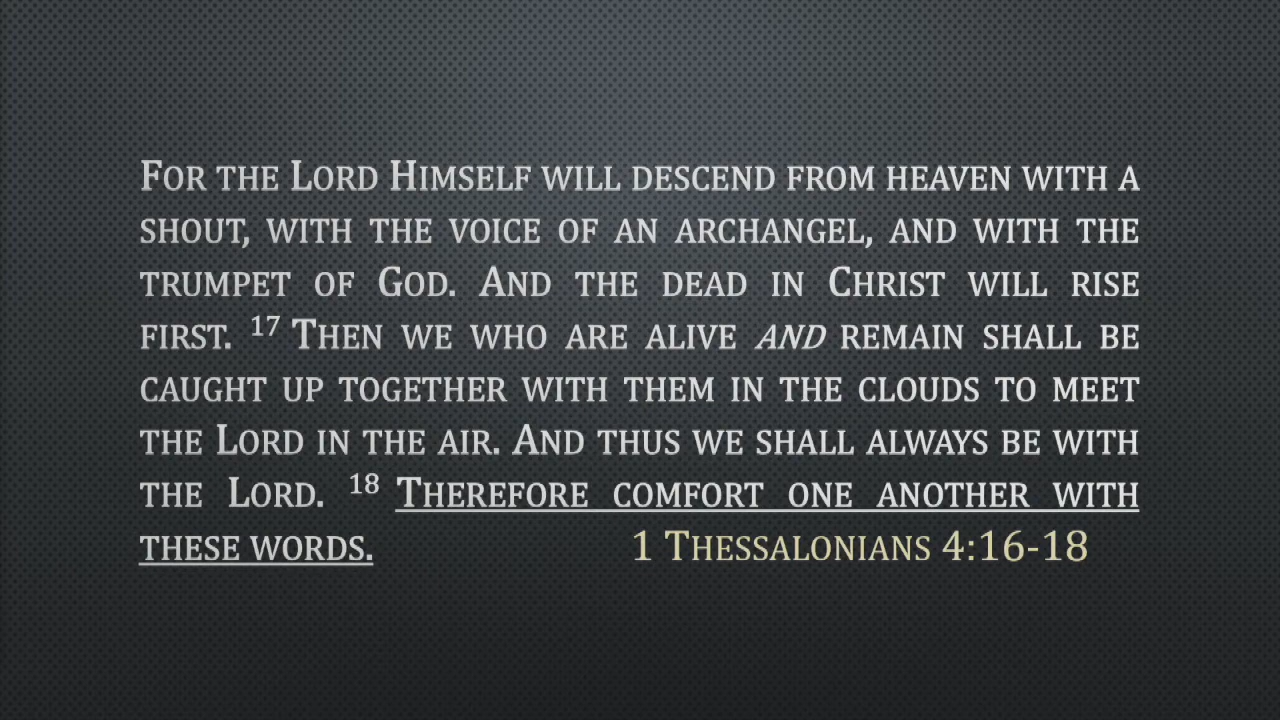 For the Lord Himself will descend from heaven with a
shout, with the voice of an archangel, and with the
trumpet of God. And the dead in Christ will rise
first. 17 Then we who are alive and remain shall be
caught up together with them in the clouds to meet
the Lord in the air. And thus we shall always be with
the Lord. 18 Therefore comfort one another with
these words. 1 Thessalonians 4:16-18